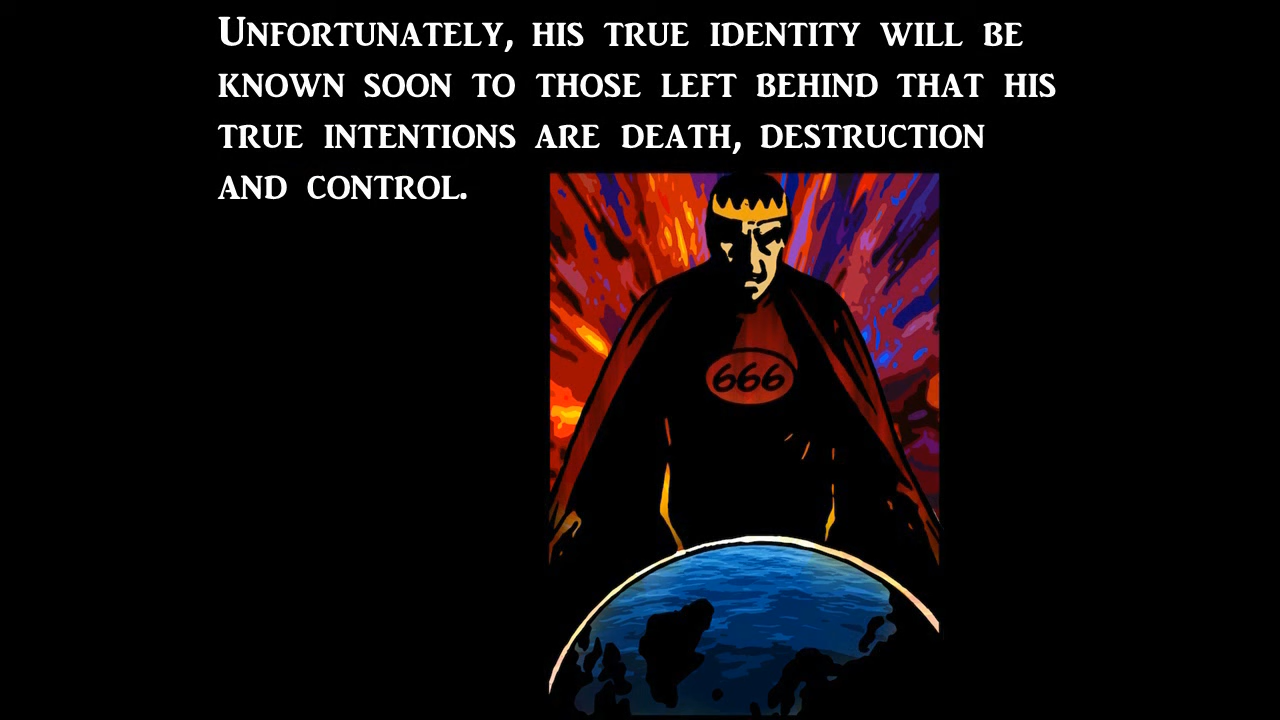 Unfortunately, his true identity will be
known soon to those left behind that his
true intentions are death, destruction
and control.
666